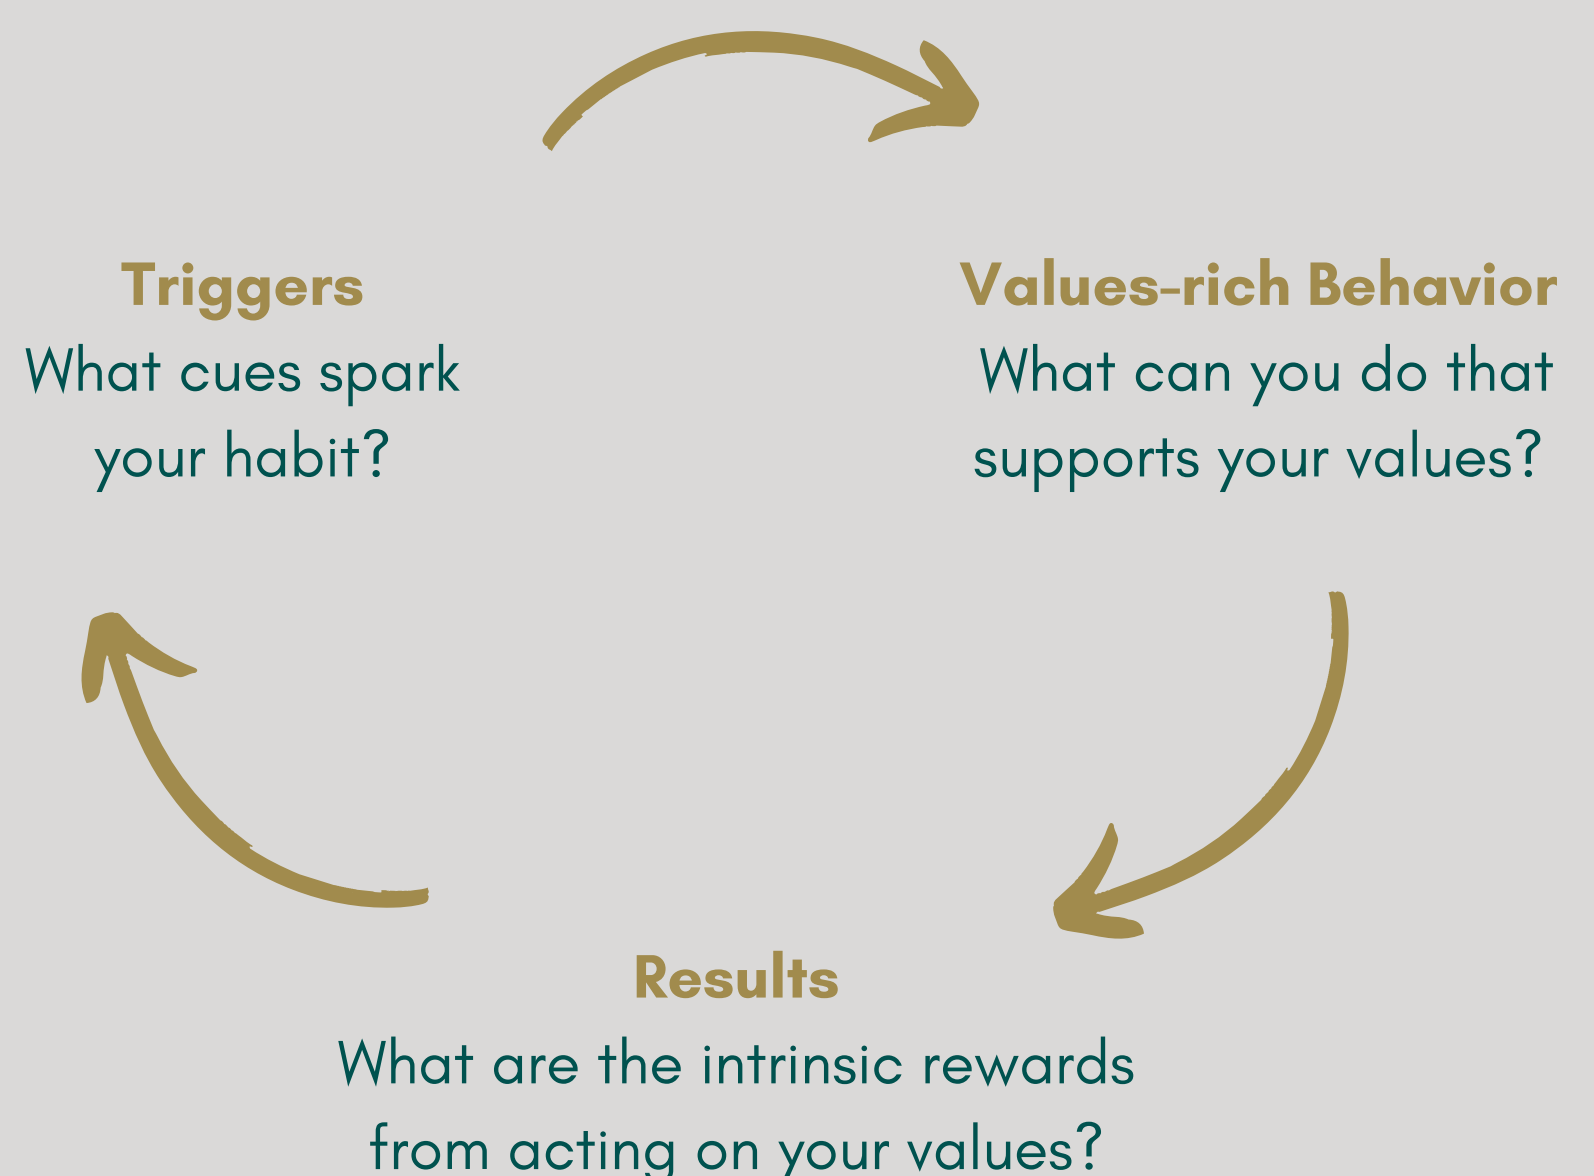 Triggers
What cues spark
your habit?
Values-rich Behavior
What can you do that
supports your values?
Results
What are the intrinsic rewards
from acting on your values?